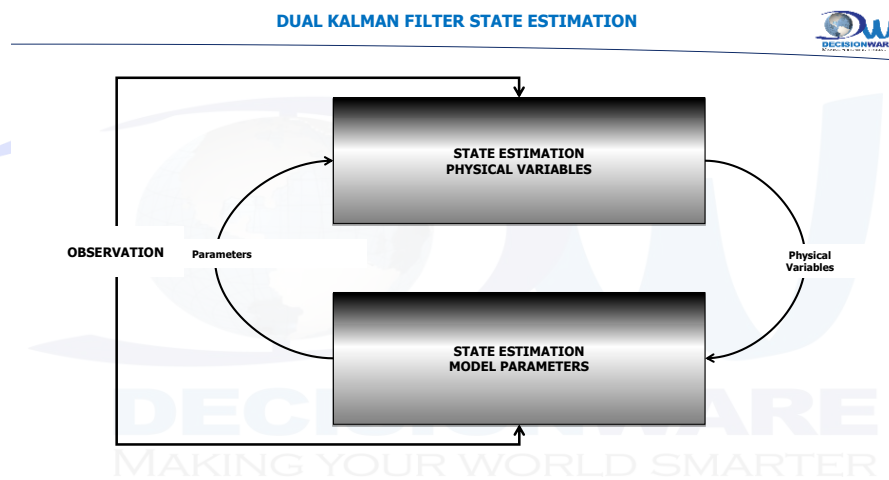 DUAL KALMAN FILTER STATE ESTIMATION
DECISIONWARE
STATE ESTIMATION
PHYSICAL VARIABLES
OBSERVATION
Parameters
Physical
Variables
STATE ESTIMATION
MODEL PARAMETERS
DECISIONWARE
MAKING YOUR WORLD SMARTER